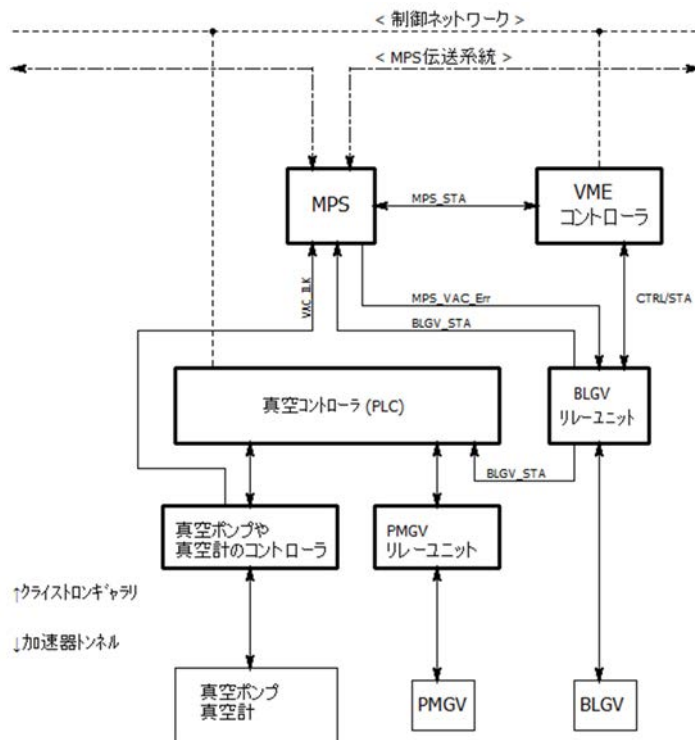 < 制御ネットワーク >
< MPS伝送系統 >
MPS
MPS_STA
VME
コントローラ
VAC_ILK
MPS_VAC_Err
CTRL/STA
BLGV_STA
真空コントローラ (PLC)
BLGV
リレーユニット
BLGV_STA
真空ポンプや
真空計のコントローラ
PMGV
リレーユニット
↑クライストロンギャラリ
↓加速器トンネル
真空ポンプ
真空計
PMGV
BLGV